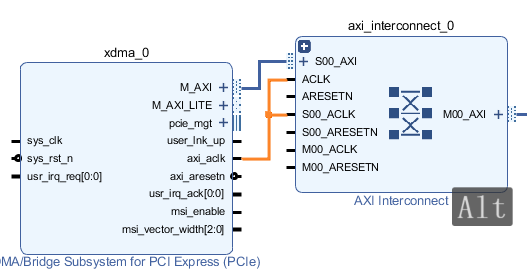 axi_interconnect_0
xdma_0
S00_AXI
ACLK
ARESETN
S00_ACLK
S00_ARESETN
M00_ACLK
M00_ARESETN
M00_AXI
AXI Interconnect
M_AXI
M_AXI_LITE
pcie_mgt
user_lnk_up
axi_aclk
axi_aresetn
usr_irq_ack[0:0]
msi_enable
msi_vector_width[2:0]
sys_clk
sys_rst_n
usr_irq_req[0:0]
Alt
DMA/Bridge Subsystem for PCI Express (PCIe)